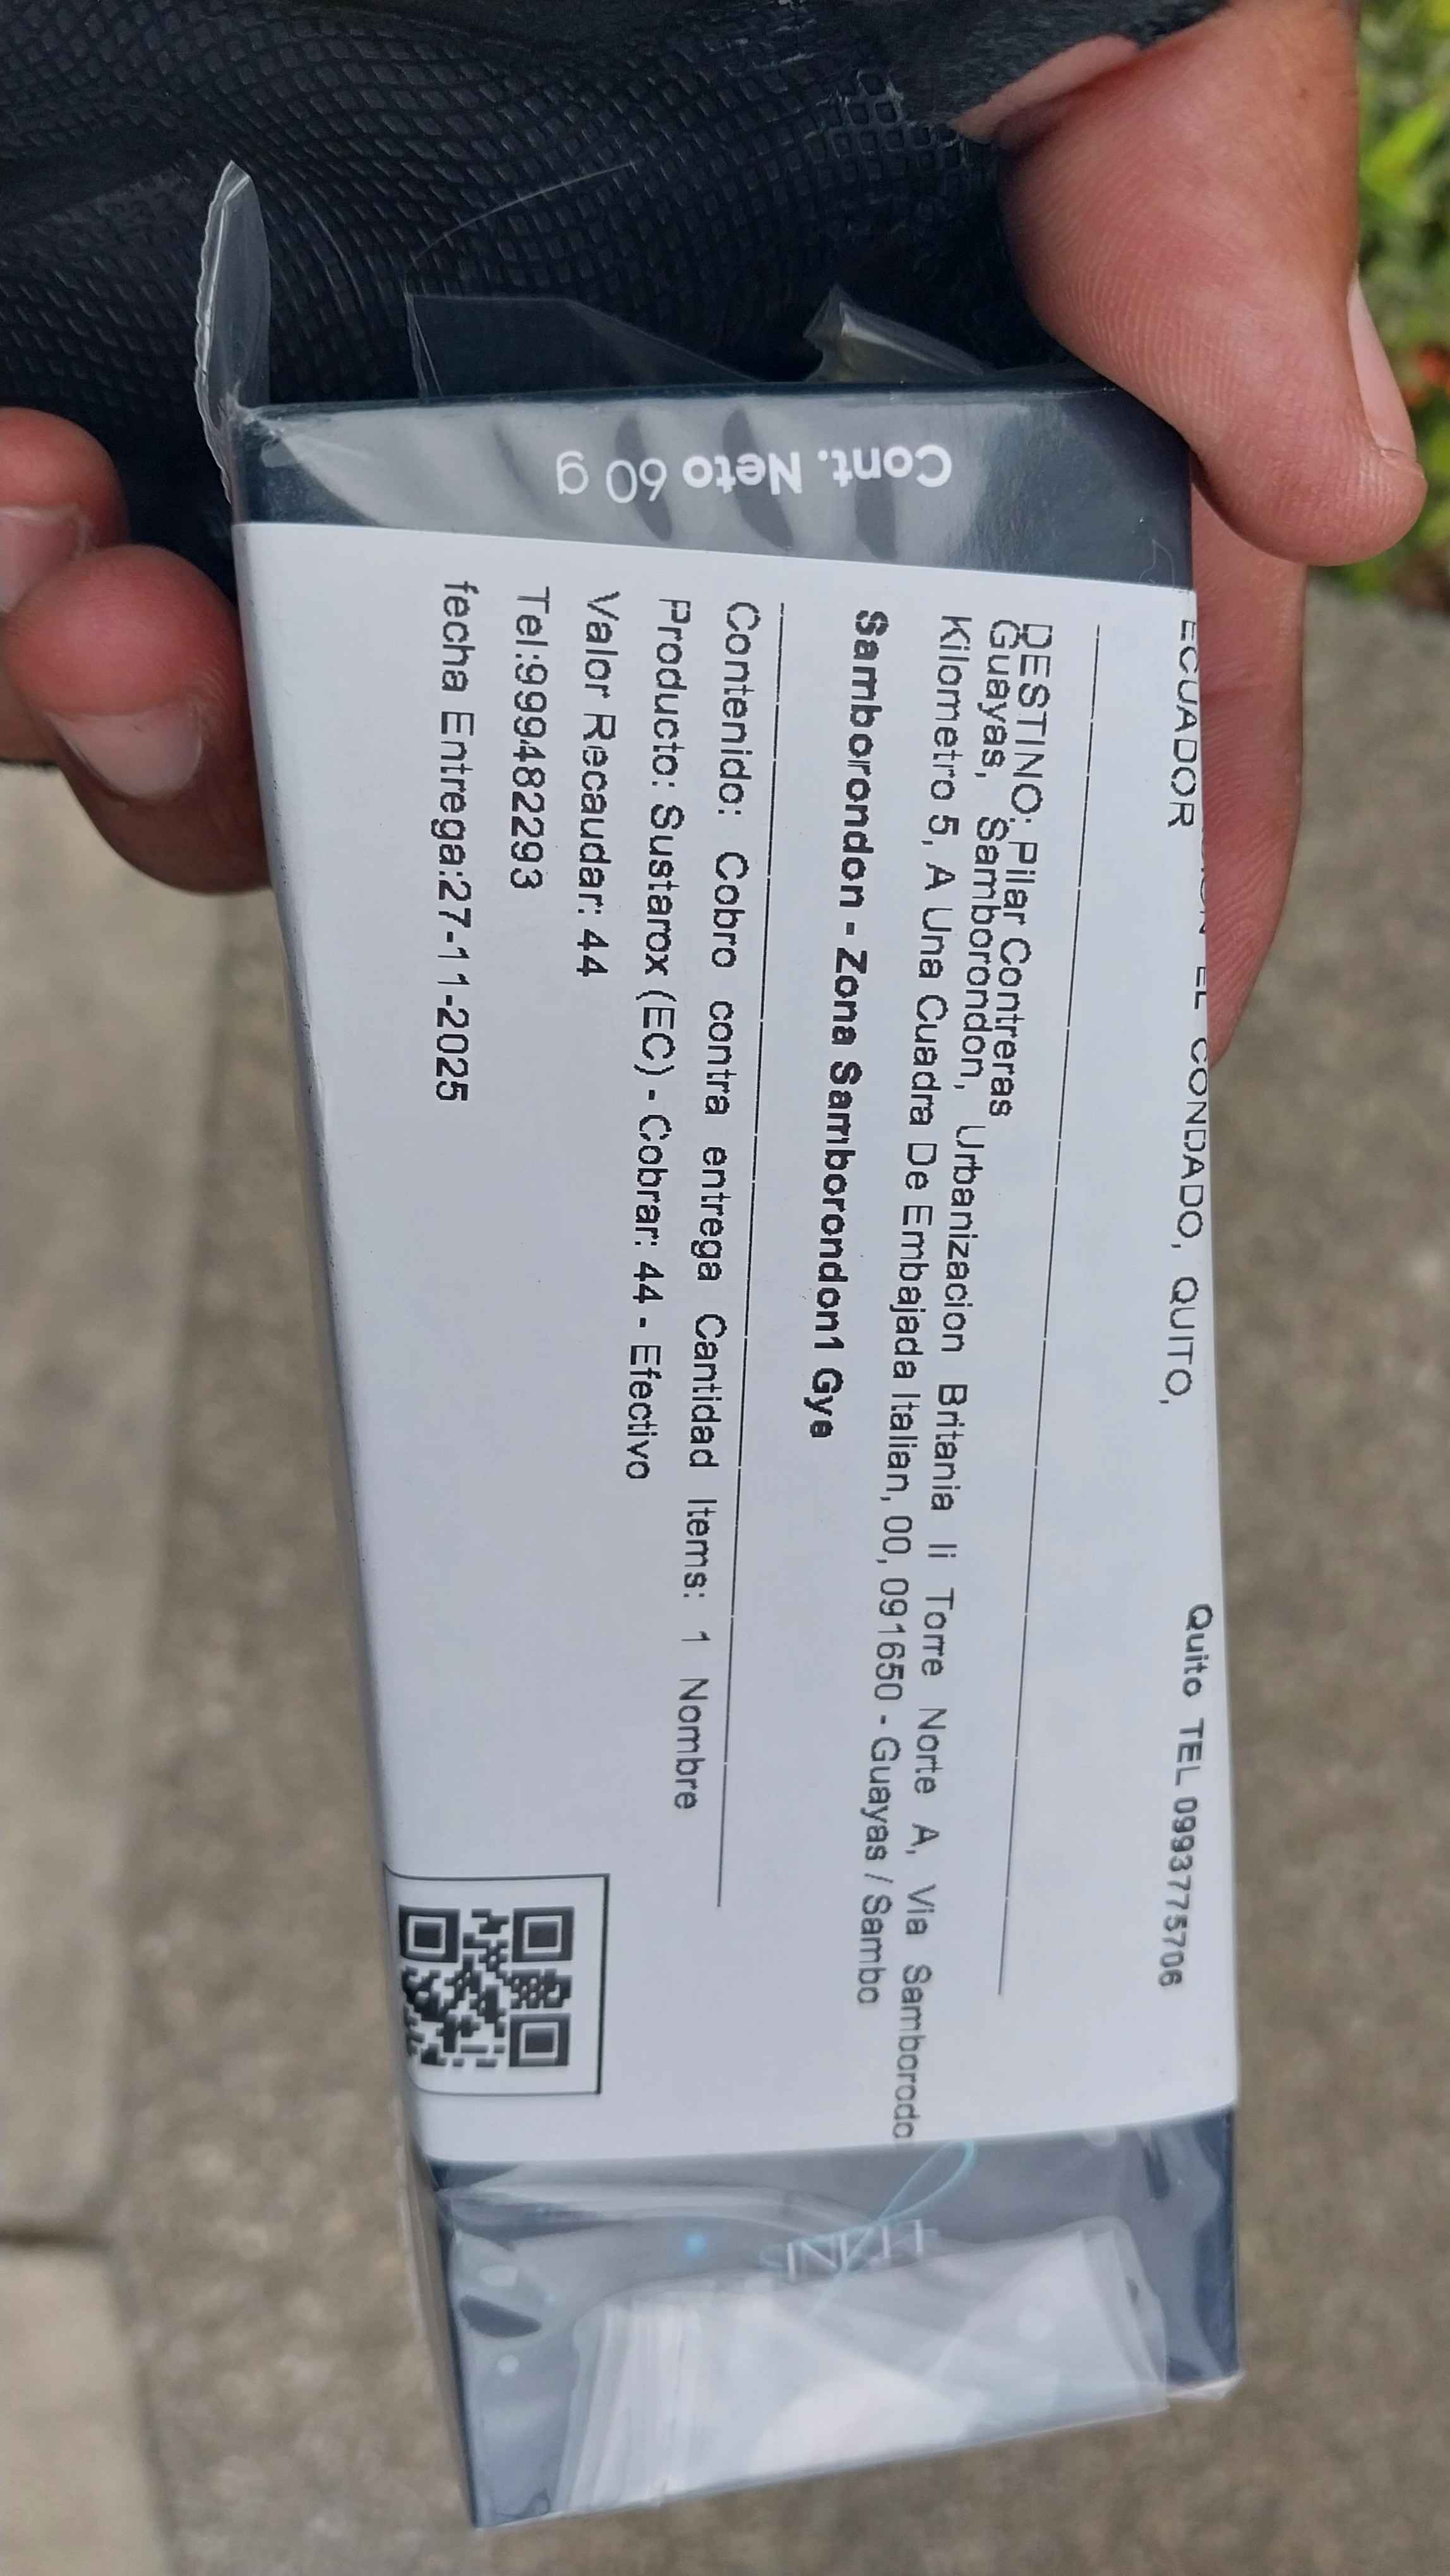 EL CONDADO, QUITO,
ECUADOR
Quito TEL 0993775706
DESTINO: Pilar Contreras
Guayas, Samborondon, Urbanizacion Britania Ii Torre Norte A, Via Samborodo
Kilometro 5, A Una Cuadra De Embajada Italian, 00, 091650 - Guayas / Sambo
Samborondon - Zona Samborondon1 Gye
Contenido: Cobro contra entrega Cantidad Items: 1 Nombre
Producto: Sustarox (EC) - Cobrar: 44 - Efectivo
Valor Recaudar: 44
Tel:999482293
fecha Entrega:27-11-2025
Cont. Neto 60 g